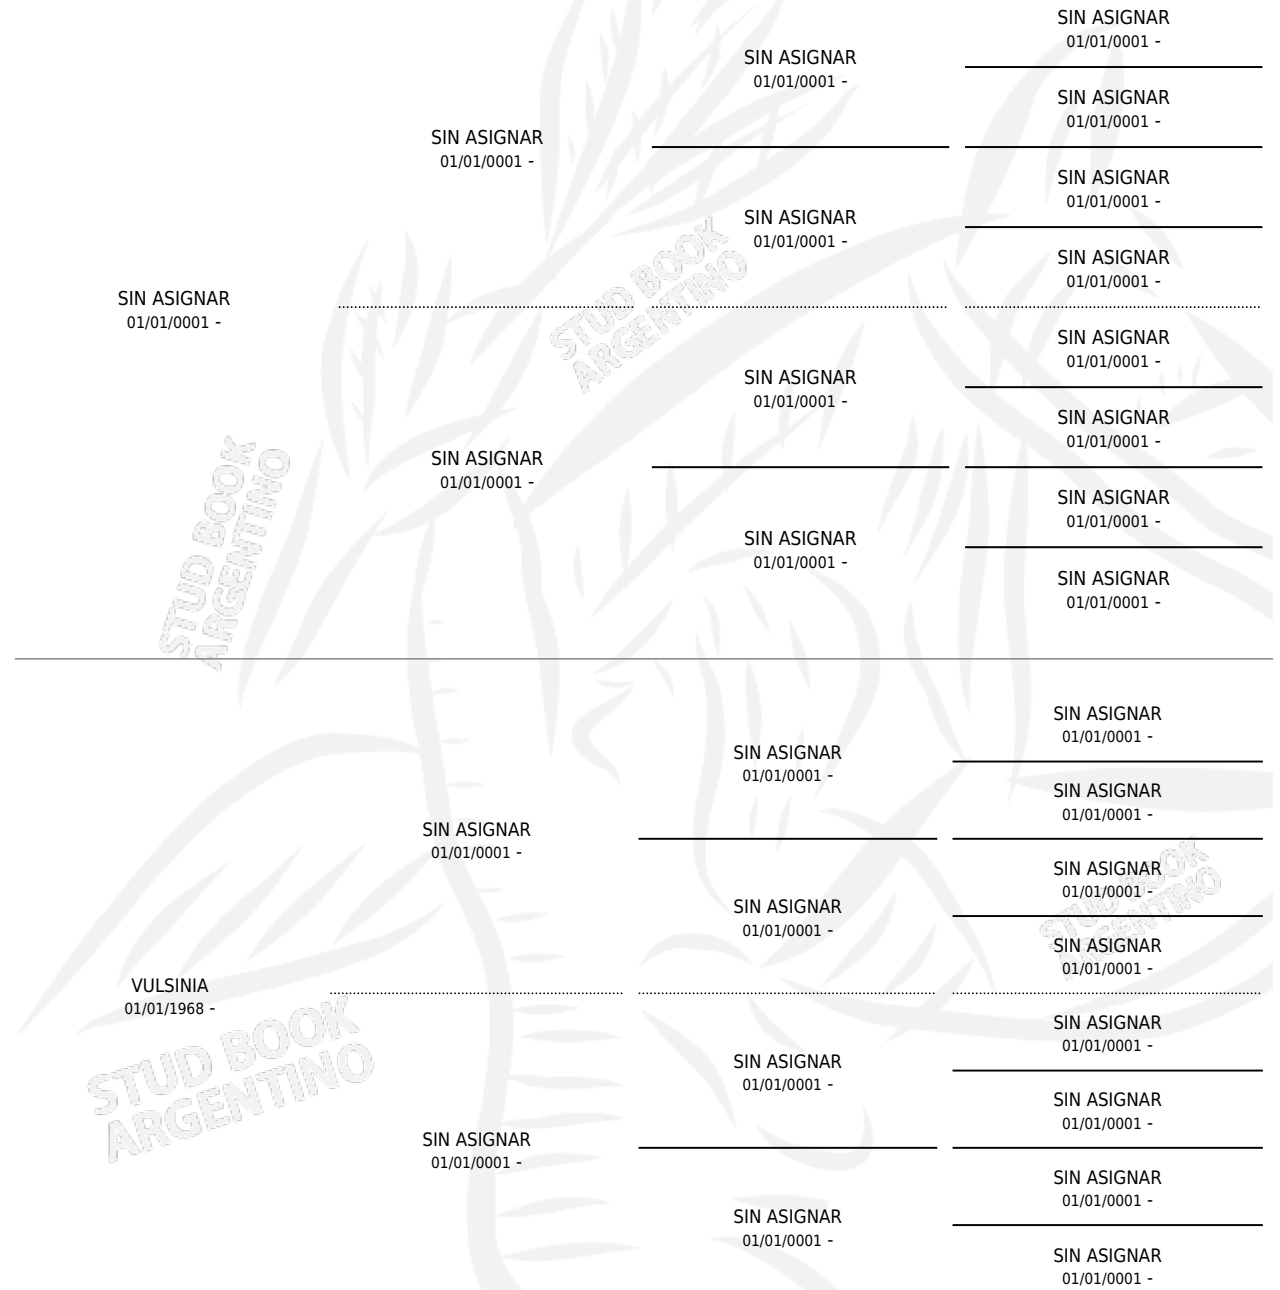 SIN ASIGNAR
01/01/0001 -
SIN ASIGNAR
01/01/0001 -
SIN ASIGNAR
01/01/0001 -
SIN ASIGNAR
01/01/0001 -
SIN ASIGNAR
01/01/0001 -
SIN ASIGNAR
01/01/0001 -
SIN ASIGNAR
01/01/0001 -
SIN ASIGNAR
01/01/0001 -
SIN ASIGNAR
01/01/0001 -
SIN ASIGNAR
01/01/0001 -
SIN ASIGNAR
01/01/0001 -
SIN ASIGNAR
01/01/0001 -
SIN ASIGNAR
01/01/0001 -
SIN ASIGNAR
01/01/0001 -
SIN ASIGNAR
01/01/0001 -
STUD BOOK
ARGENTINO
STUD BOOK
ARGENTINO
SIN ASIGNAR
01/01/0001 -
SIN ASIGNAR
01/01/0001 -
SIN ASIGNAR
01/01/0001 -
SIN ASIGNAR
01/01/0001 -
SIN ASIGNAR
01/01/0001 -
SIN ASIGNAR
01/01/0001 -
SIN ASIGNAR
01/01/0001 -
VULSINIA
01/01/1968 -
SIN ASIGNAR
01/01/0001 -
SIN ASIGNAR
01/01/0001 -
SIN ASIGNAR
01/01/0001 -
SIN ASIGNAR
01/01/0001 -
SIN ASIGNAR
01/01/0001 -
SIN ASIGNAR
01/01/0001 -
SIN ASIGNAR
01/01/0001 -
STUD BOOK
ARGENTINO
STUD BOOK
ARGENTINO